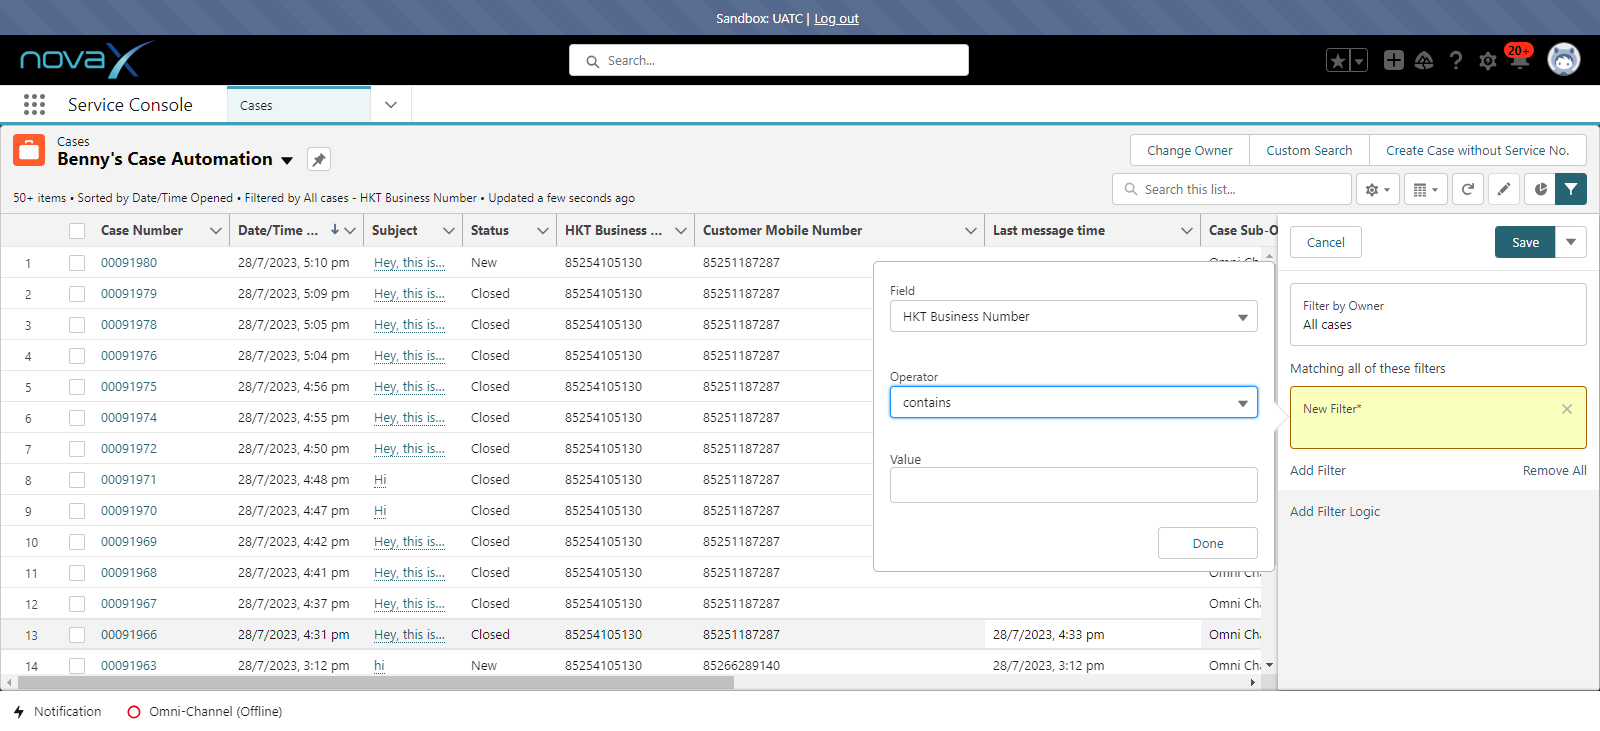 Sandbox: UATC | Log out
novaX
Search...
20+
Service Console
Cases
Cases
Benny's Case Automation
Change Owner
Custom Search
Create Case without Service No.
50+ items • Sorted by Date/Time Opened • Filtered by All cases - HKT Business Number • Updated a few seconds ago
Search this list...
Case Number Date/Time ... Subject Status HKT Business ... Customer Mobile Number Last message time Case Sub-O
1 00091980 28/7/2023, 5:10 pm Hey, this is... New 85254105130 85251187287
2 00091979 28/7/2023, 5:09 pm Hey, this is... Closed 85254105130 85251187287
3 00091978 28/7/2023, 5:05 pm Hey, this is... Closed 85254105130 85251187287
4 00091976 28/7/2023, 5:04 pm Hey, this is... Closed 85254105130 85251187287
5 00091975 28/7/2023, 4:56 pm Hey, this is... Closed 85254105130 85251187287
6 00091974 28/7/2023, 4:55 pm Hey, this is... Closed 85254105130 85251187287
7 00091972 28/7/2023, 4:50 pm Hey, this is... Closed 85254105130 85251187287
8 00091971 28/7/2023, 4:48 pm Hi Closed 85254105130 85251187287
9 00091970 28/7/2023, 4:47 pm Hi Closed 85254105130 85251187287
10 00091969 28/7/2023, 4:42 pm Hey, this is... Closed 85254105130 85251187287
11 00091968 28/7/2023, 4:41 pm Hey, this is... Closed 85254105130 85251187287 Omni Cha
12 00091967 28/7/2023, 4:37 pm Hey, this is... Closed 85254105130 85251187287 Omni Cha
13 00091966 28/7/2023, 4:31 pm Hey, this is... Closed 85254105130 85251187287 28/7/2023, 4:33 pm Omni Cha
14 00091963 28/7/2023, 3:12 pm hi New 85254105130 85266289140 28/7/2023, 3:12 pm Omni Cha
Field
HKT Business Number
Operator
contains
Value
Done
Cancel
Save
Filter by Owner
All cases
Matching all of these filters
New Filter*
Add Filter
Remove All
Add Filter Logic
Notification
Omni-Channel (Offline)